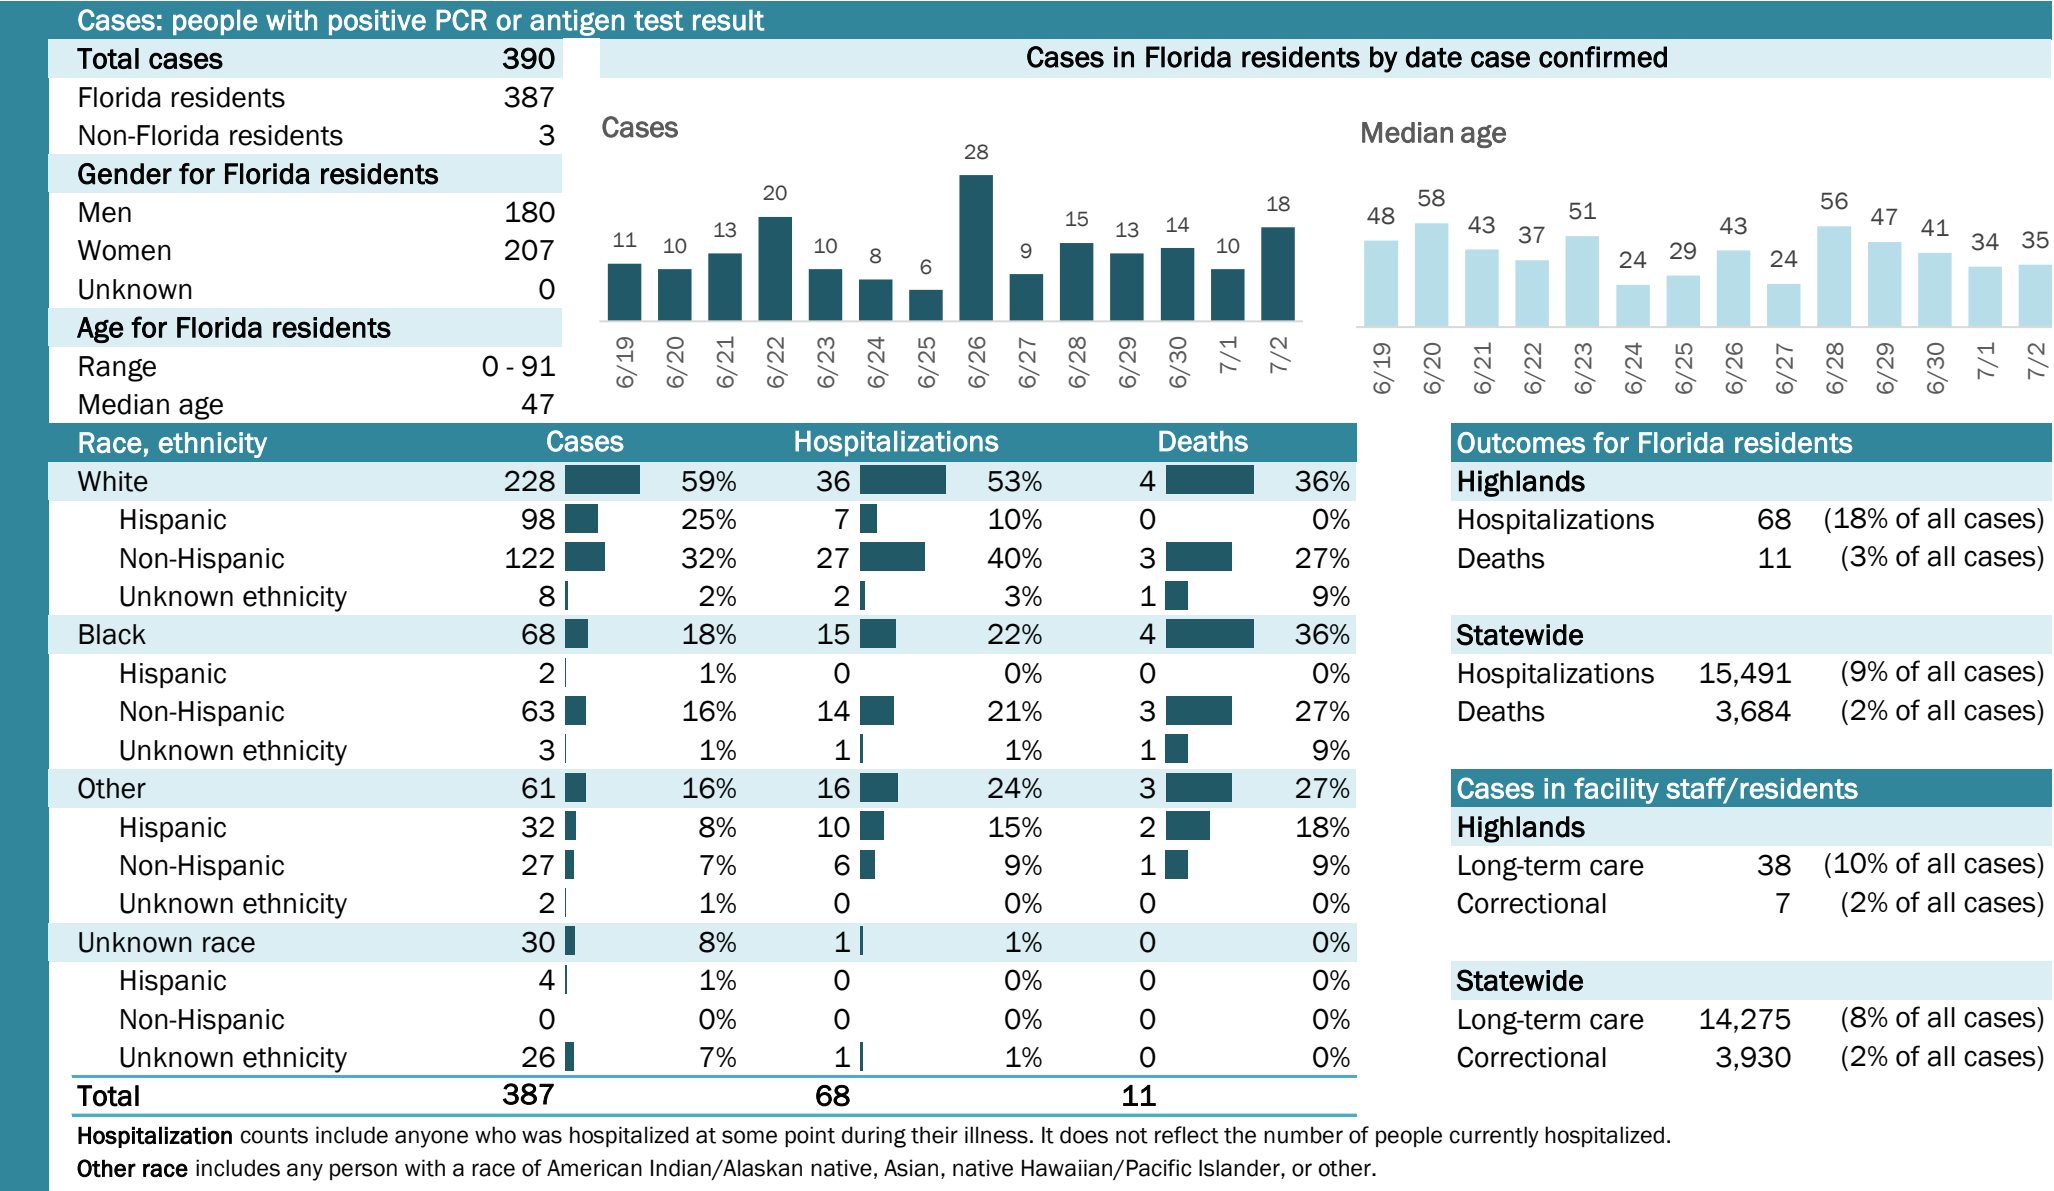 Cases: people with positive PCR or antigen test result
Total cases 390
Florida residents 387
Non-Florida residents 3
Gender for Florida residents
Men 180
Women 207
Unknown 0
Age for Florida residents
Range 0 - 91
Median age 47
Cases in Florida residents by date case confirmed
Cases
11 10 13 20 10 8 6 28 9 15 13 14 10 18
6/19 6/20 6/21 6/22 6/23 6/24 6/25 6/26 6/27 6/28 6/29 6/30 7/1 7/2
Median age
48 58 43 37 51 24 29 43 24 56 47 41 34 35
6/19 6/20 6/21 6/22 6/23 6/24 6/25 6/26 6/27 6/28 6/29 6/30 7/1 7/2
Race, ethnicity Cases Hospitalizations Deaths
White 228 59% 36 53% 4 36%
Hispanic 98 25% 7 10% 0 0%
Non-Hispanic 122 32% 27 40% 3 27%
Unknown ethnicity 8 2% 2 3% 1 9%
Black 68 18% 15 22% 4 36%
Hispanic 2 1% 0 0% 0 0%
Non-Hispanic 63 16% 14 21% 3 27%
Unknown ethnicity 3 1% 1 1% 1 9%
Other 61 16% 16 24% 3 27%
Hispanic 32 8% 10 15% 2 18%
Non-Hispanic 27 7% 6 9% 1 9%
Unknown ethnicity 2 1% 0 0% 0 0%
Unknown race 30 8% 1 1% 0 0%
Hispanic 4 1% 0 0% 0 0%
Non-Hispanic 0 0% 0 0% 0 0%
Unknown ethnicity 26 7% 1 1% 0 0%
Total 387 68 11
Outcomes for Florida residents
Highlands
Hospitalizations 68 (18% of all cases)
Deaths 11 (3% of all cases)
Statewide
Hospitalizations 15,491 (9% of all cases)
Deaths 3,684 (2% of all cases)
Cases in facility staff/residents
Highlands
Long-term care 38 (10% of all cases)
Correctional 7 (2% of all cases)
Statewide
Long-term care 14,275 (8% of all cases)
Correctional 3,930 (2% of all cases)
Hospitalization counts include anyone who was hospitalized at some point during their illness. It does not reflect the number of people currently hospitalized.
Other race includes any person with a race of American Indian/Alaskan native, Asian, native Hawaiian/Pacific Islander, or other.